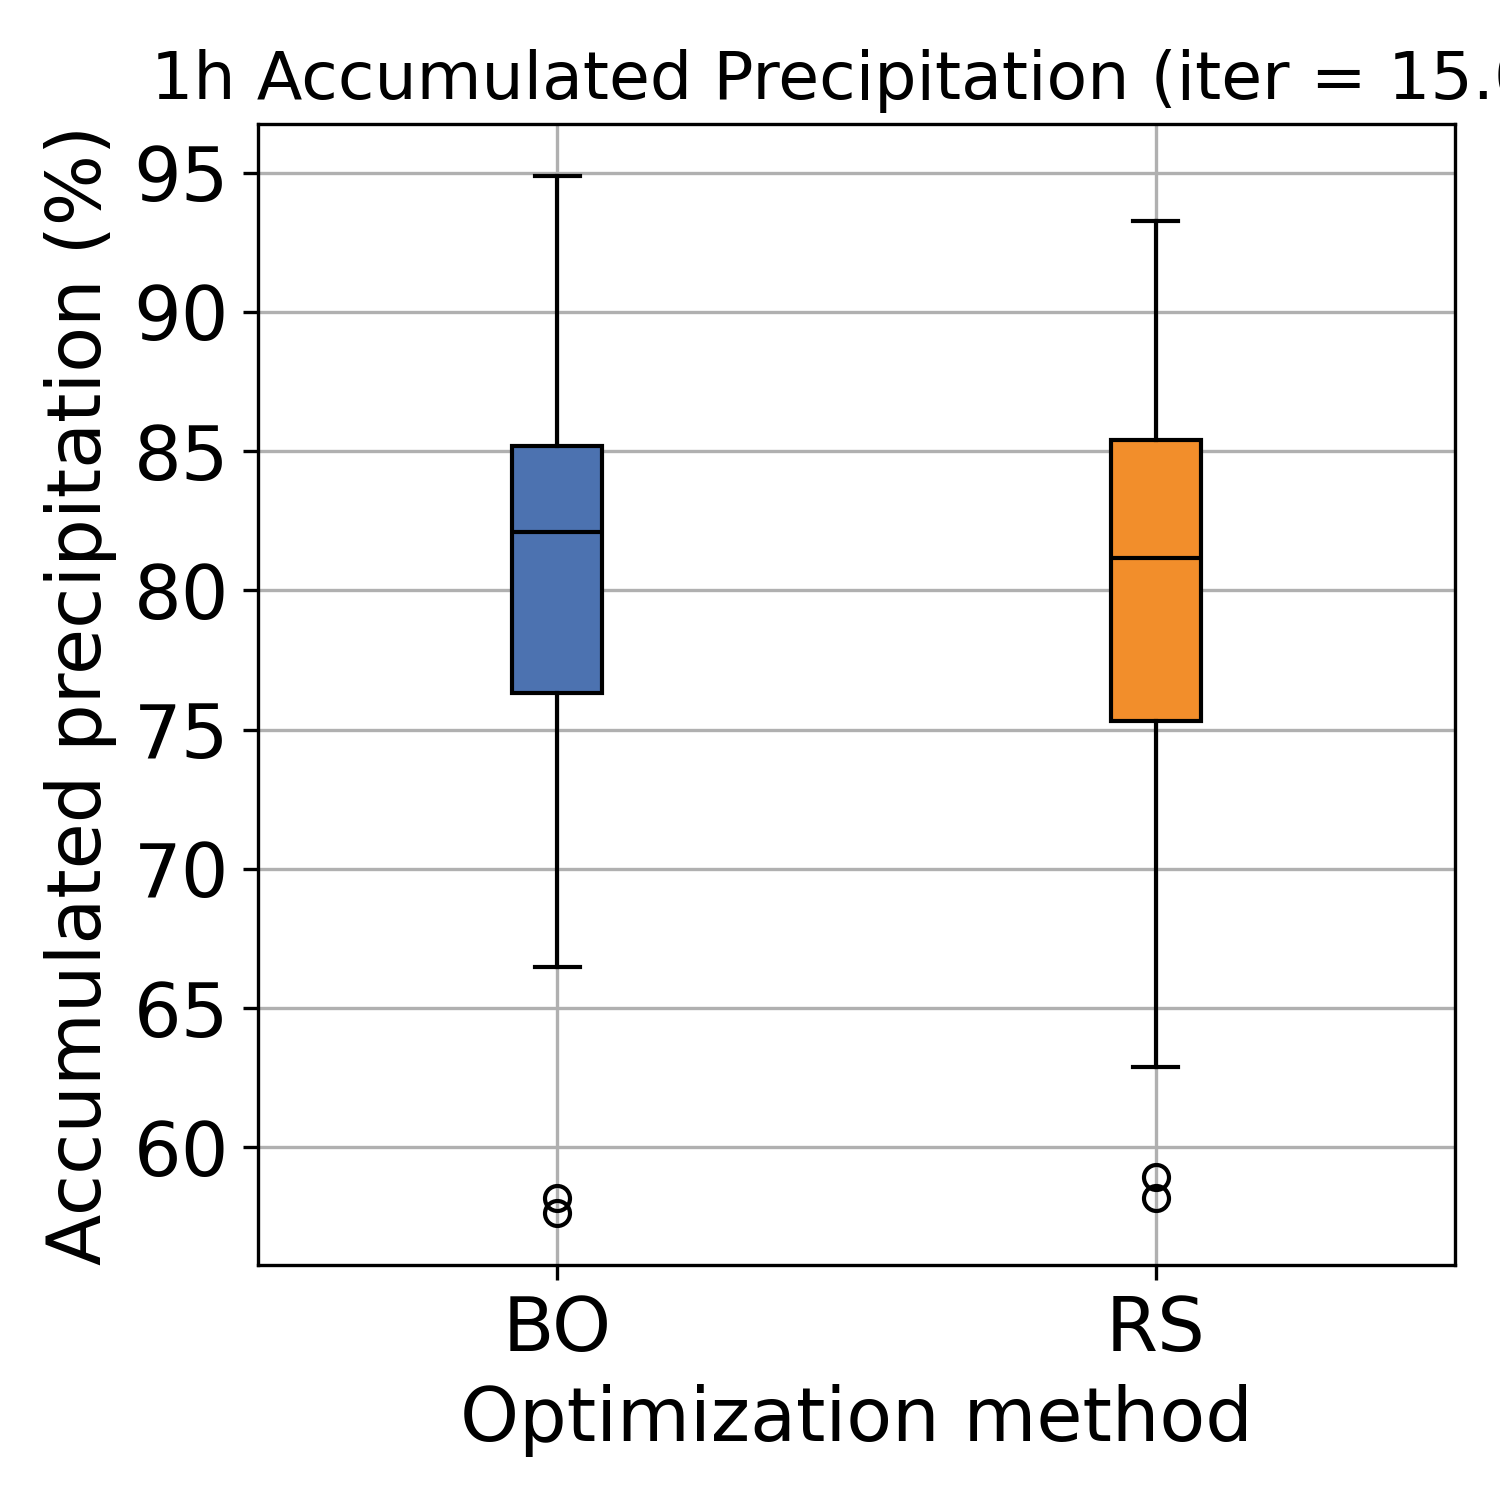 1h Accumulated Precipitation (iter = 15.
Accumulated precipitation (%)
95
90
85
80
75
70
65
60
BO RS
Optimization method